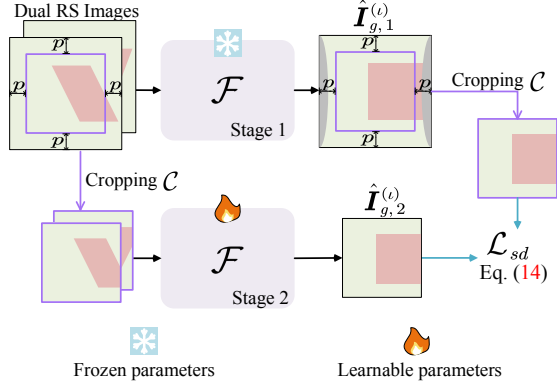 Dual RS Images
p
p
p
p
F
Stage 1
Î_{g,1}^{(ι)}
p
p
p
p
Cropping C
Cropping C
F
Stage 2
Î_{g,2}^{(ι)}
L_{sd}
Eq. (14)
Frozen parameters
Learnable parameters